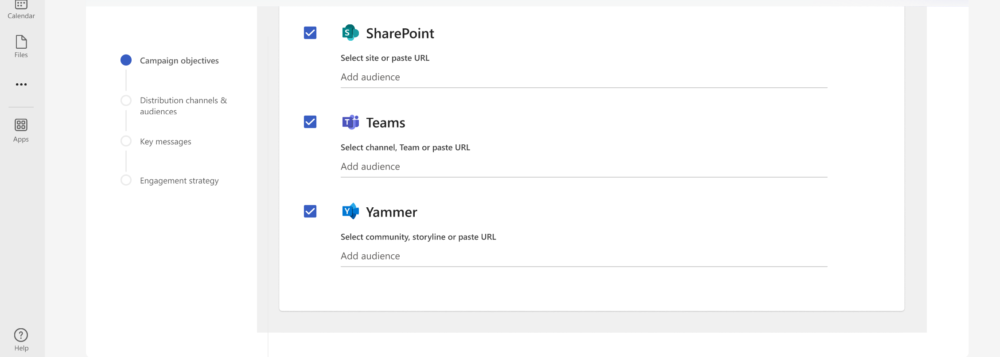 Calendar
Files
Apps
Help
Campaign objectives
Distribution channels &
audiences
Key messages
Engagement strategy
S SharePoint
Select site or paste URL
Add audience
T Teams
Select channel, Team or paste URL
Add audience
Y Yammer
Select community, storyline or paste URL
Add audience